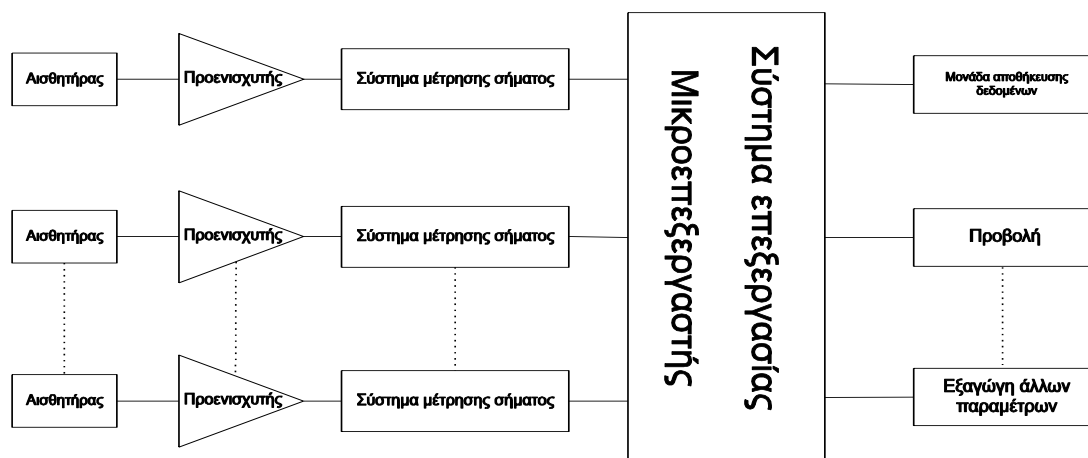 Αισθητήρας
Προενισχυτής
Σύστημα μέτρησης σήματος
Αισθητήρας
Προενισχυτής
Σύστημα μέτρησης σήματος
Αισθητήρας
Προενισχυτής
Σύστημα μέτρησης σήματος
Σύστημα επεξεργασίας
Μικροεπεξεργαστής
Μονάδα αποθήκευσης
δεδομένων
Προβολή
Εξαγώγη άλλων
παραμέτρων